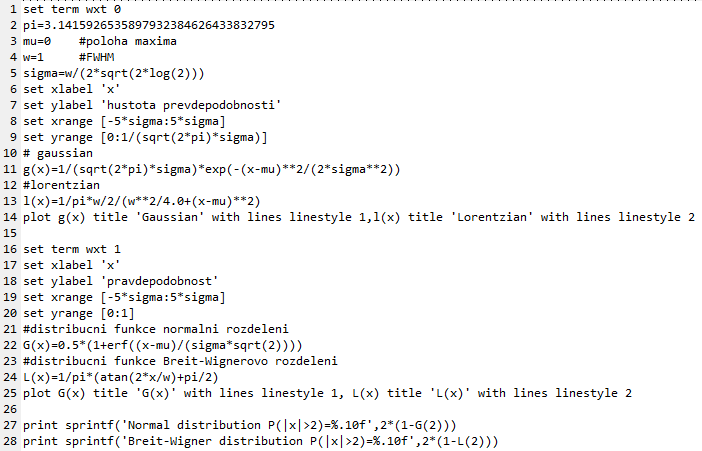 1 set term wxt 0
2 pi=3.1415926535897932384626433832795
3 mu=0    #poloha maxima
4 w=1     #FWHM
5 sigma=w/(2*sqrt(2*log(2)))
6 set xlabel 'x'
7 set ylabel 'hustota prevdepodobnosti'
8 set xrange [-5*sigma:5*sigma]
9 set yrange [0:1/(sqrt(2*pi)*sigma)]
10 # gaussian
11 g(x)=1/(sqrt(2*pi)*sigma)*exp(-(x-mu)**2/(2*sigma**2))
12 #lorentzian
13 l(x)=1/pi*w/2/(w**2/4.0+(x-mu)**2)
14 plot g(x) title 'Gaussian' with lines linestyle 1,l(x) title 'Lorentzian' with lines linestyle 2
15
16 set term wxt 1
17 set xlabel 'x'
18 set ylabel 'pravdepodobnost'
19 set xrange [-5*sigma:5*sigma]
20 set yrange [0:1]
21 #distribucni funkce normalni rozdeleni
22 G(x)=0.5*(1+erf((x-mu)/(sigma*sqrt(2))))
23 #distribucni funkce Breit-Wignerovo rozdeleni
24 L(x)=1/pi*(atan(2*x/w)+pi/2)
25 plot G(x) title 'G(x)' with lines linestyle 1, L(x) title 'L(x)' with lines linestyle 2
26
27 print sprintf('Normal distribution P(|x|>2)=%.10f',2*(1-G(2)))
28 print sprintf('Breit-Wigner distribution P(|x|>2)=%.10f',2*(1-L(2)))